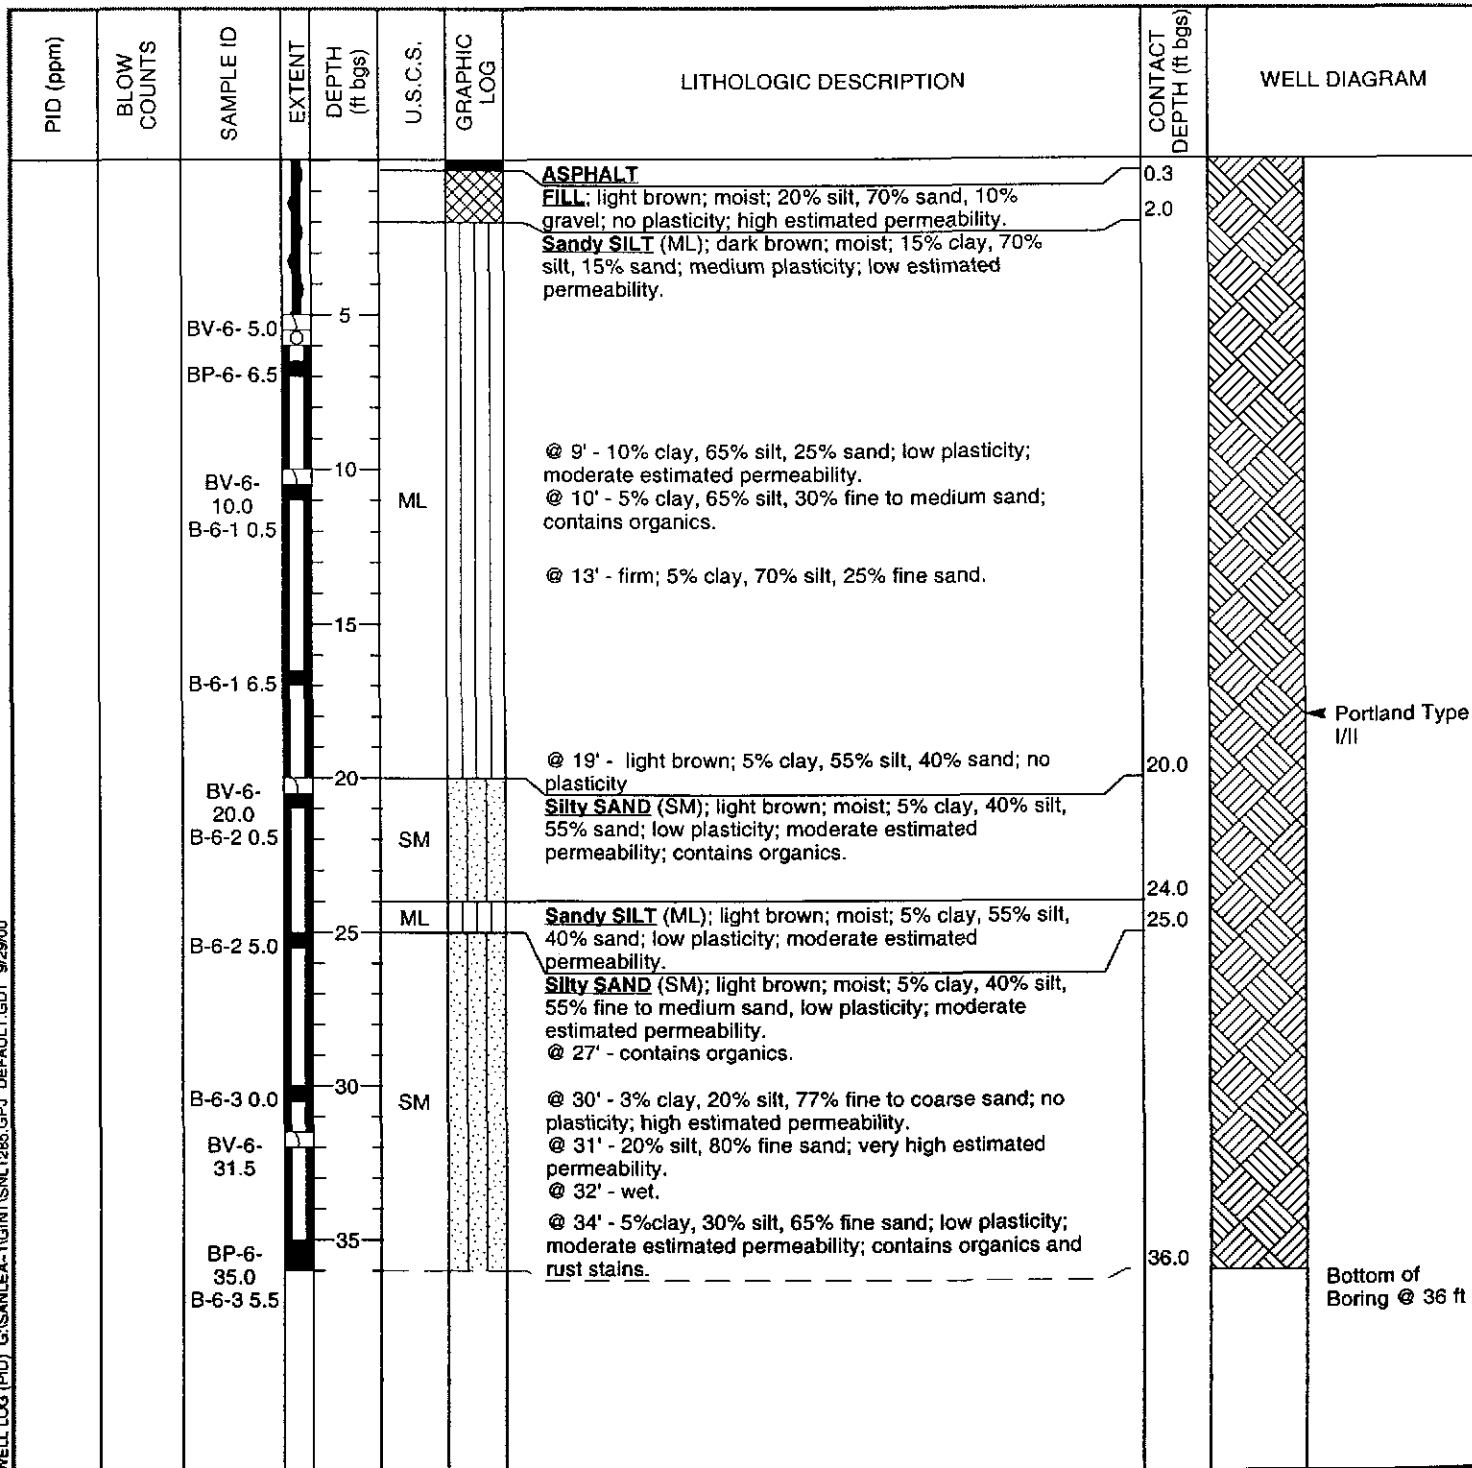 PID (ppm)
BLOW
COUNTS
SAMPLE ID
EXTENT
DEPTH
(ft bgs)
U.S.C.S.
GRAPHIC
LOG
LITHOLOGIC DESCRIPTION
CONTACT
DEPTH (ft bgs)
WELL DIAGRAM
ASPHALT
0.3
FILL; light brown; moist; 20% silt, 70% sand, 10%
gravel; no plasticity; high estimated permeability.
2.0
Sandy SILT (ML); dark brown; moist; 15% clay, 70%
silt, 15% sand; medium plasticity; low estimated
permeability.
BV-6- 5.0
5
BP-6- 6.5
@ 9' - 10% clay, 65% silt, 25% sand; low plasticity;
moderate estimated permeability.
10
BV-6-
10.0
B-6-1 0.5
ML
@ 10' - 5% clay, 65% silt, 30% fine to medium sand;
contains organics.
@ 13' - firm; 5% clay, 70% silt, 25% fine sand.
15
B-6-1 6.5
Portland Type
I/II
@ 19' - light brown; 5% clay, 55% silt, 40% sand; no
plasticity
20.0
20
BV-6-
20.0
B-6-2 0.5
SM
Silty SAND (SM); light brown; moist; 5% clay, 40% silt,
55% sand; low plasticity; moderate estimated
permeability; contains organics.
24.0
ML
Sandy SILT (ML); light brown; moist; 5% clay, 55% silt,
40% sand; low plasticity; moderate estimated
permeability.
25.0
25
B-6-2 5.0
Silty SAND (SM); light brown; moist; 5% clay, 40% silt,
55% fine to medium sand, low plasticity; moderate
estimated permeability.
@ 27' - contains organics.
30
B-6-3 0.0
SM
@ 30' - 3% clay, 20% silt, 77% fine to coarse sand; no
plasticity; high estimated permeability.
BV-6-
31.5
@ 31' - 20% silt, 80% fine sand; very high estimated
permeability.
@ 32' - wet.
@ 34' - 5%clay, 30% silt, 65% fine sand; low plasticity;
moderate estimated permeability; contains organics and
rust stains.
35
BP-6-
35.0
B-6-3 5.5
36.0
Bottom of
Boring @ 36 ft
WELL LOG (PID) DEFAULT.GDT 9/29/00